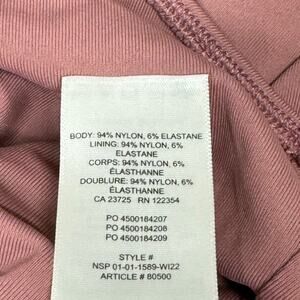 BODY: 94% NYLON, 6% ELASTANE
LINING: 94% NYLON, 6%
ELASTANE
CORPS: 94% NYLON, 6%
ÉLASTHANNE
DOUBLURE: 94% NYLON, 6%
ÉLASTHANNE
CA 23725 RN 122354
PO 4500184207
PO 4500184208
PO 4500184209
STYLE #
NSP 01-01-1589-WI22
ARTICLE # 80500